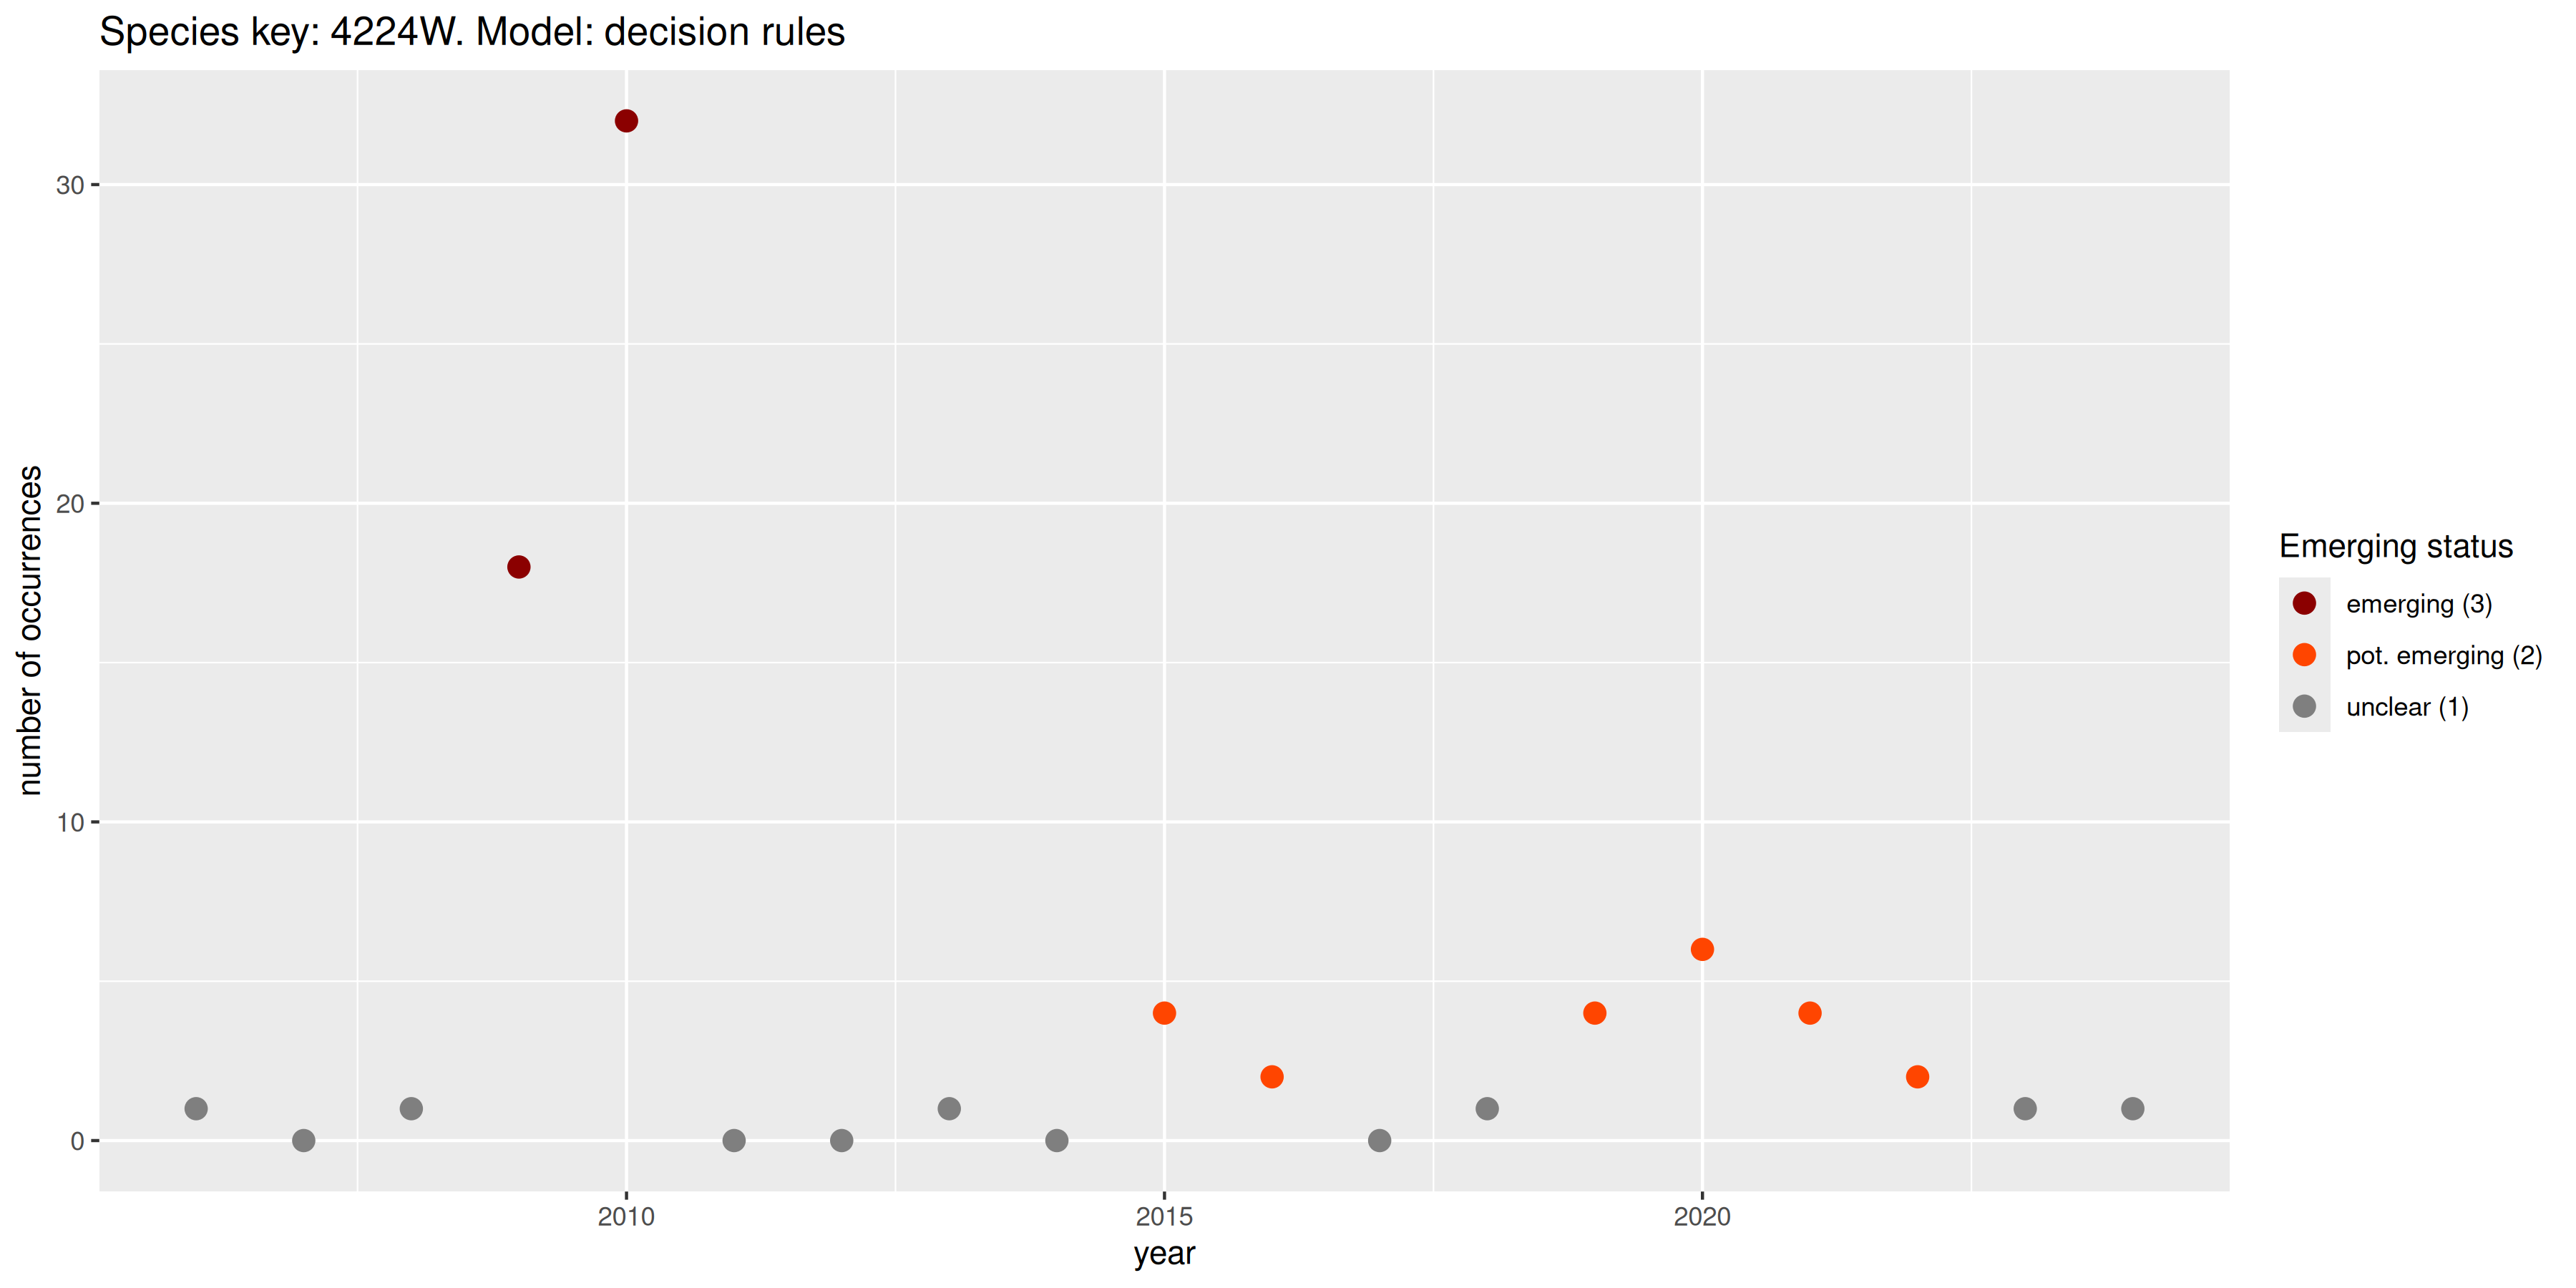 Species key: 4224W. Model: decision rules
number of occurrences
30
20
10
0
2010
2015
2020
year
Emerging status
emerging (3)
pot. emerging (2)
unclear (1)